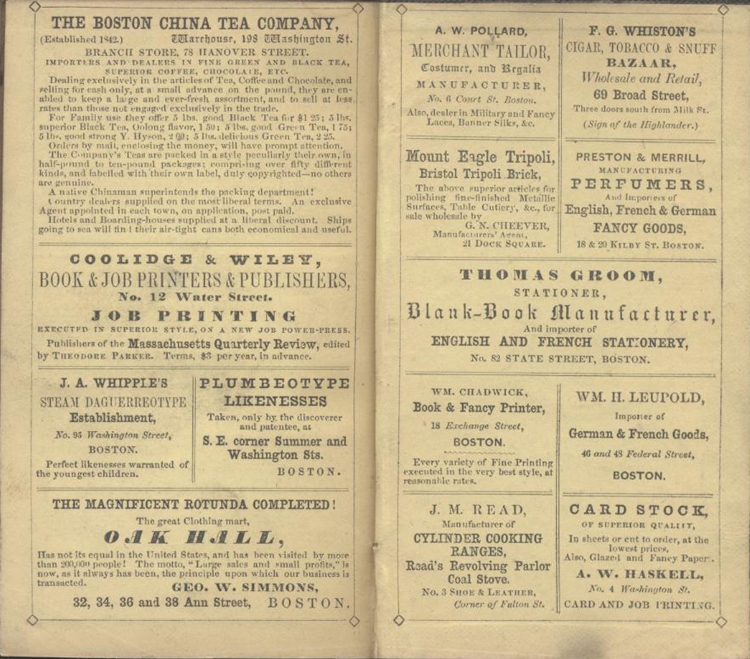 THE BOSTON CHINA TEA COMPANY,
(Established 1842.) Warehouse, 198 Washington St.
BRANCH STORE, 78 HANOVER STREET.
IMPORTERS AND DEALERS IN FINE GREEN AND BLACK TEA,
SUPERIOR COFFEE, CHOCOLATE, ETC.
Dealing exclusively in the articles of Tea, Coffee and Chocolate, and
selling for cash only, at a small advance on the pound, they are en-
abled to keep a large and ever-fresh assortment, and to sell at less
rates than those not engaged exclusively in the trade.
For Family use they offer 5 lbs. good Black Tea for $1 25; 5 lbs.
superior Black Tea, Oolong flavor, 1 50; 5 lbs. good Green Tea, 1 75;
5 lbs. good strong Y. Hyson, 2 00; 5 lbs. delicious Green Tea, 2 25.
Orders by mail, enclosing the money, will have prompt attention.
The Company's Teas are packed in a style peculiarly their own, in
half-pound to ten-pound packages; comprising over fifty different
kinds, and labelled with their own label, duly copyrighted—no others
are genuine.
A native Chinaman superintends the packing department!
Country dealers supplied on the most liberal terms. An exclusive
Agent appointed in each town, on application, post paid.
Hotels and Boarding-houses supplied at a liberal discount. Ships
going to sea will find their air-tight cans both economical and useful.
COOLIDGE & WILEY,
BOOK & JOB PRINTERS & PUBLISHERS,
No. 12 Water Street.
JOB PRINTING
EXECUTED IN SUPERIOR STYLE, ON A NEW JOB POWER-PRESS.
Publishers of the Massachusetts Quarterly Review, edited
by THEODORE PARKER. Terms, $3 per year, in advance.
J. A. WHIPPLE'S
STEAM DAGUERREOTYPE
Establishment,
No. 96 Washington Street,
BOSTON.
Perfect likenesses warranted of
the youngest children.
PLUMBEOTYPE
LIKENESSES
Taken, only by the discoverer
and patentee, at
S. E. corner Summer and
Washington Sts.
BOSTON.
THE MAGNIFICENT ROTUNDA COMPLETED!
The great Clothing mart,
OAK HALL,
Has not its equal in the United States, and has been visited by more
than 200,000 people! The motto, "Large sales and small profits," is
now, as it always has been, the principle upon which our business is
transacted.
GEO. W. SIMMONS,
32, 34, 36 and 38 Ann Street, BOSTON.
A. W. POLLARD,
MERCHANT TAILOR,
Costumer, and Regalia
MANUFACTURER,
No. 6 Court St. Boston.
Also, dealer in Military and Fancy
Laces, Banner Silks, &c.
F. G. WHISTON'S
CIGAR, TOBACCO & SNUFF
BAZAAR,
Wholesale and Retail,
69 Broad Street,
Three doors south from Milk St.
(Sign of the Highlander.)
Mount Eagle Tripoli,
Bristol Tripoli Brick,
The above superior articles for
polishing fine-finished Metallic
Surfaces, Table Cutlery, &c., for
sale wholesale by
G. N. CHEEVER,
Manufacturers' Agent,
21 DOCK SQUARE.
PRESTON & MERRILL,
MANUFACTURING
PERFUMERS,
And Importers of
English, French & German
FANCY GOODS,
18 & 20 KILBY ST. BOSTON.
THOMAS GROOM,
STATIONER,
Blank-Book Manufacturer,
And importer of
ENGLISH AND FRENCH STATIONERY,
No. 82 STATE STREET, BOSTON.
WM. CHADWICK,
Book & Fancy Printer,
18 Exchange Street,
BOSTON.
Every variety of Fine Printing
executed in the very best style, at
reasonable rates.
WM. H. LEUPOLD,
Importer of
German & French Goods,
46 and 48 Federal Street,
BOSTON.
J. M. READ,
Manufacturer of
CYLINDER COOKING
RANGES,
Read's Revolving Parlor
Coal Stove.
No. 3 SHOE & LEATHER,
Corner of Fulton St.
CARD STOCK,
OF SUPERIOR QUALITY,
In sheets or cut to order, at the
lowest prices,
Also, Glazed and Fancy Paper.
A. W. HASKELL,
No. 4 Washington St.
CARD AND JOB PRINTING.